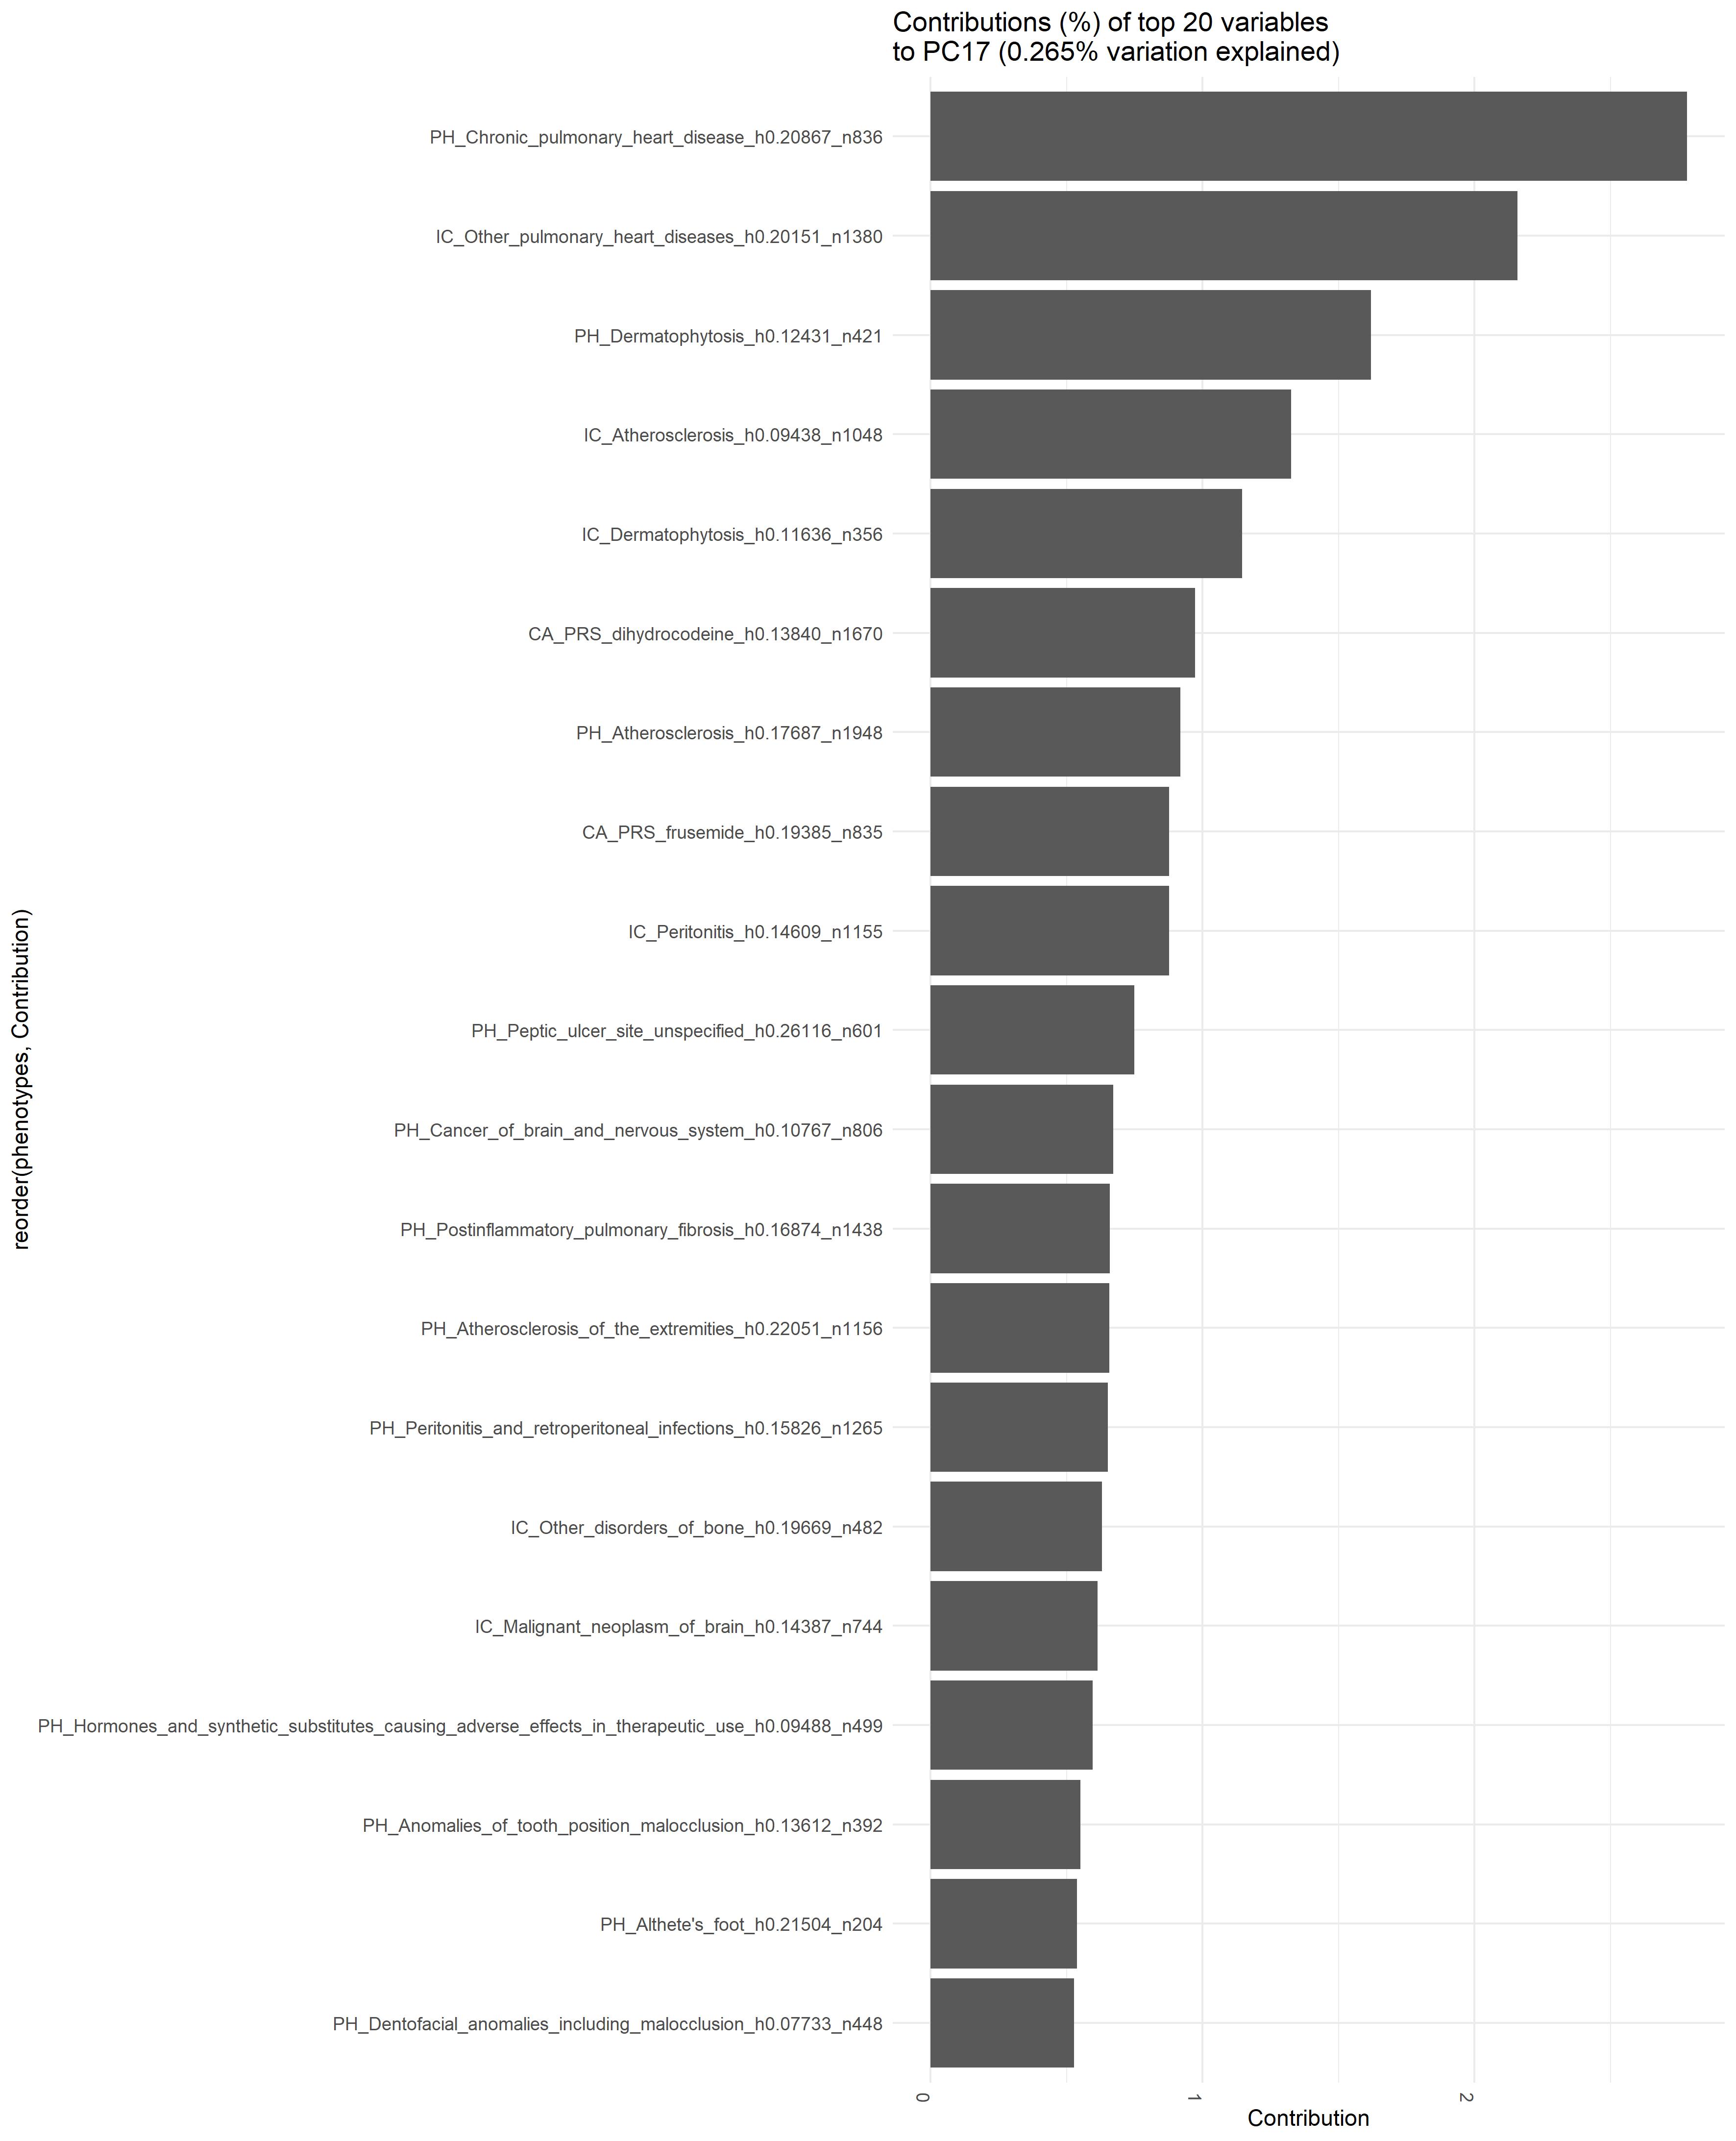 Contributions (%) of top 20 variables
to PC17 (0.265% variation explained)
PH_Chronic_pulmonary_heart_disease_h0.20867_n836
IC_Other_pulmonary_heart_diseases_h0.20151_n1380
PH_Dermatophytosis_h0.12431_n421
IC_Atherosclerosis_h0.09438_n1048
IC_Dermatophytosis_h0.11636_n356
CA_PRS_dihydrocodeine_h0.13840_n1670
PH_Atherosclerosis_h0.17687_n1948
CA_PRS_frusemide_h0.19385_n835
IC_Peritonitis_h0.14609_n1155
PH_Peptic_ulcer_site_unspecified_h0.26116_n601
PH_Cancer_of_brain_and_nervous_system_h0.10767_n806
PH_Postinflammatory_pulmonary_fibrosis_h0.16874_n1438
PH_Atherosclerosis_of_the_extremities_h0.22051_n1156
PH_Peritonitis_and_retroperitoneal_infections_h0.15826_n1265
IC_Other_disorders_of_bone_h0.19669_n482
IC_Malignant_neoplasm_of_brain_h0.14387_n744
PH_Hormones_and_synthetic_substitutes_causing_adverse_effects_in_therapeutic_use_h0.09488_n499
PH_Anomalies_of_tooth_position_malocclusion_h0.13612_n392
PH_Althete's_foot_h0.21504_n204
PH_Dentofacial_anomalies_including_malocclusion_h0.07733_n448
reorder(phenotypes, Contribution)
0
1
2
Contribution